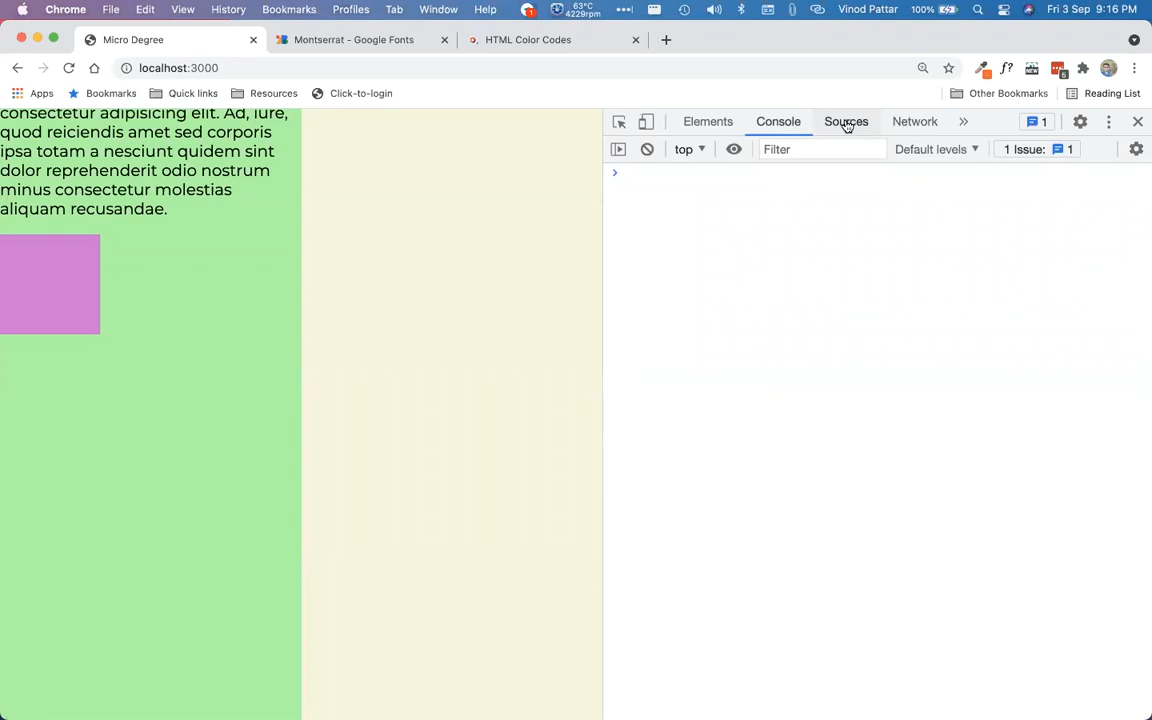 Chrome File Edit View History Bookmarks Profiles Tab Window Help 1 63°C 4229rpm Vinod Pattar 100% Fri 3 Sep 9:16 PM
Micro Degree Montserrat - Google Fonts HTML Color Codes
localhost:3000 f? NEW 5
Apps Bookmarks Quick links Resources Click-to-login Other Bookmarks Reading List
consectetur adipisicing elit. Ad, iure,
quod reiciendis amet sed corporis
ipsa totam a nesciunt quidem sint
dolor reprehenderit odio nostrum
minus consectetur molestias
aliquam recusandae.
Elements Console Sources Network 1
top Filter Default levels 1 Issue: 1